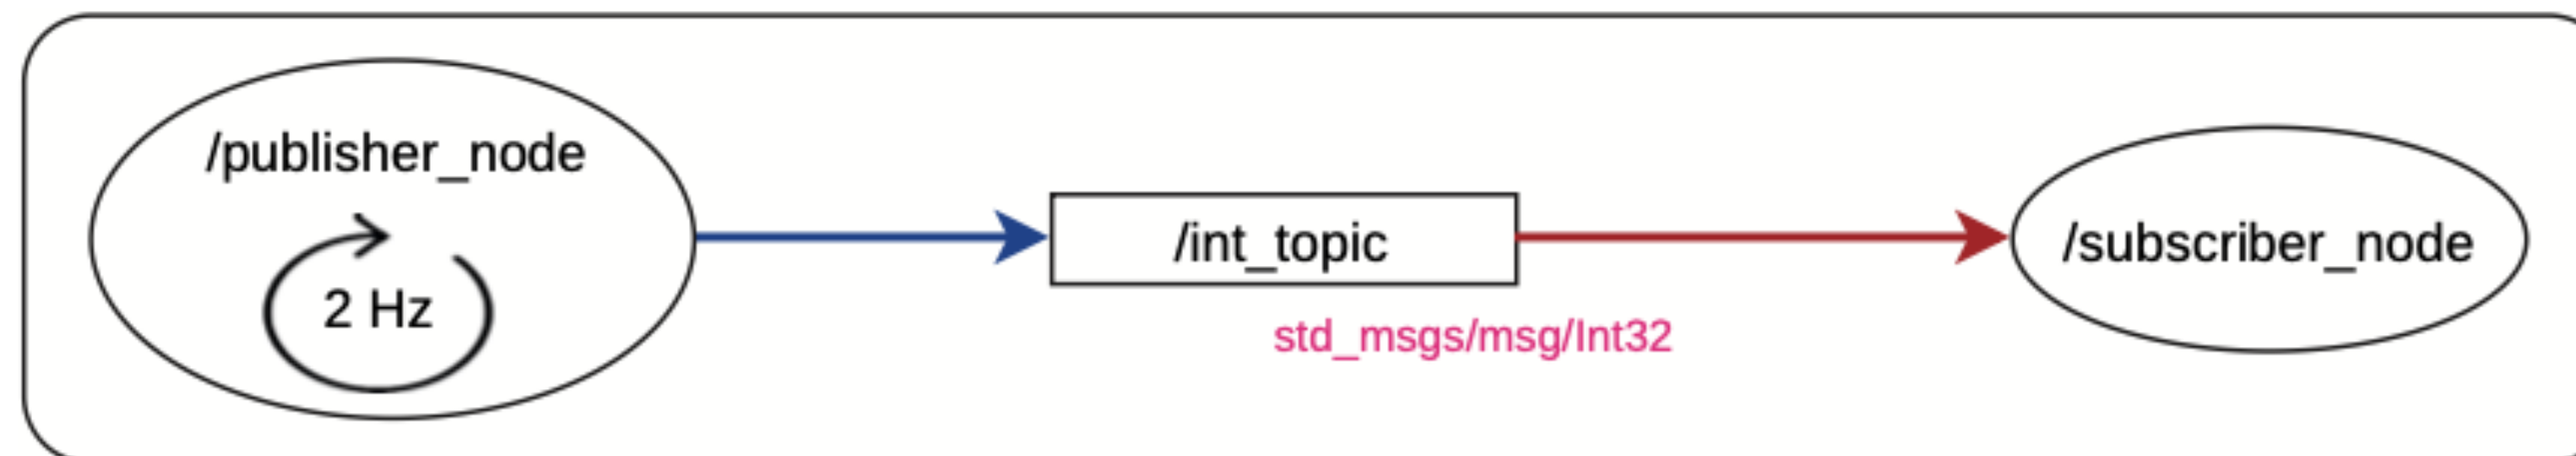 /publisher_node
2 Hz
/int_topic
std_msgs/msg/Int32
/subscriber_node